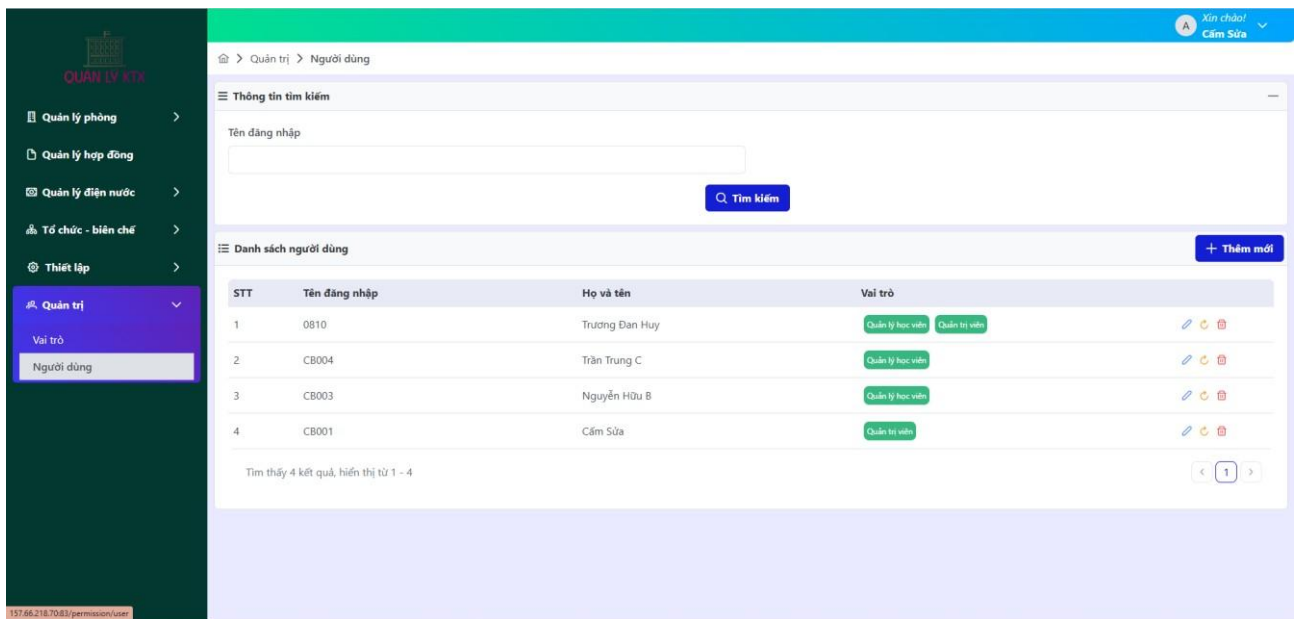 Xin chào!
A
Cấm Sửa
QUẢN LÝ KTX
Quản trị > Người dùng
Thông tin tìm kiếm
Quản lý phòng
Tên đăng nhập
Quản lý hợp đồng
Quản lý điện nước
Tìm kiếm
Tổ chức - biên chế
Danh sách người dùng
+ Thêm mới
Thiết lập
Quản trị
Vai trò
Người dùng
STT Tên đăng nhập Họ và tên Vai trò
1 0810 Trương Đan Huy Quản lý học viên Quản trị viên
2 CB004 Trần Trung C Quản lý học viên
3 CB003 Nguyễn Hữu B Quản lý học viên
4 CB001 Cấm Sửa Quản trị viên
Tìm thấy 4 kết quả, hiển thị từ 1 - 4
< 1 >
157.66.218.70:83/permission/user